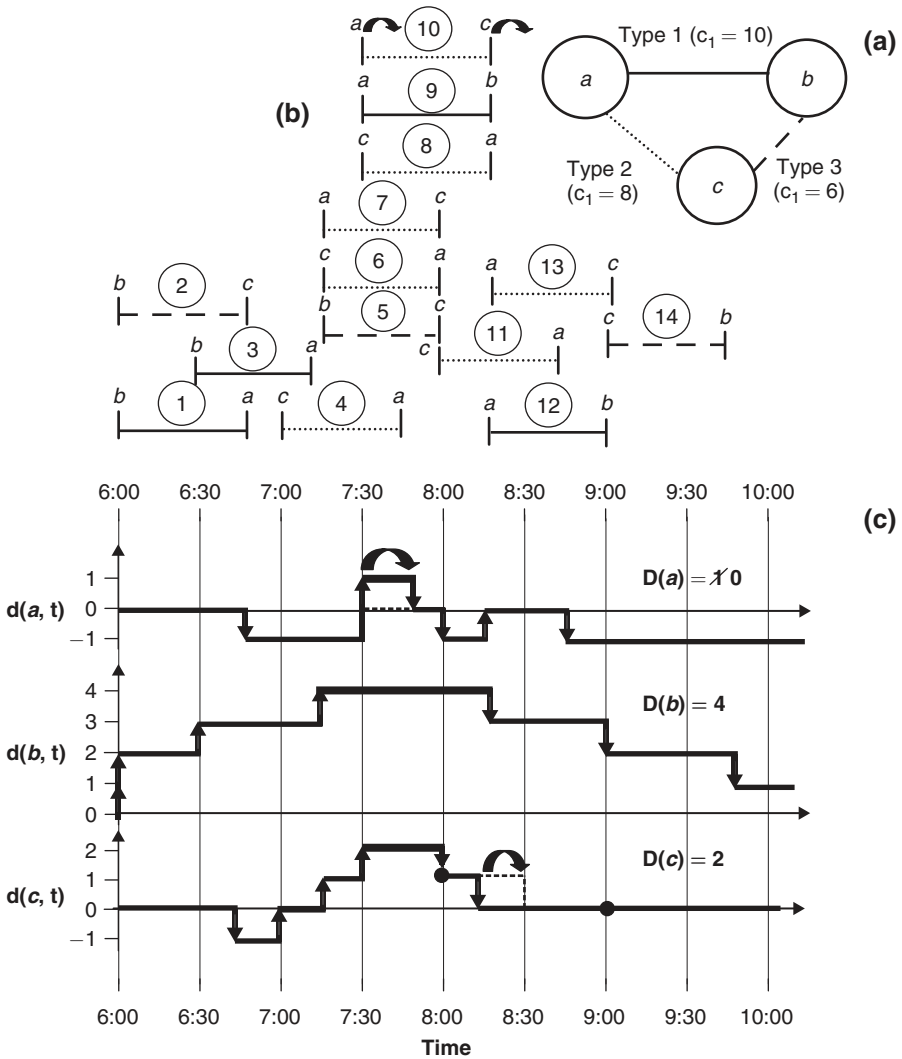 a 10 c
Type 1 (c₁ = 10)
(a)
a b
a 9 b
(b)
c 8 a
Type 2
(c₁ = 8)
c
Type 3
(c₁ = 6)
a 7 c
c 6 a
a 13 c
b 2 c
b 5 c
c 14 b
b 3 a
c 11 a
b 1 a
c 4 a
a 12 b
6:00 6:30 7:00 7:30 8:00 8:30 9:00 9:30 10:00
(c)
1
D(a) = 1 0
d(a, t)
0
−1
4
D(b) = 4
3
d(b, t)
2
1
0
2
D(c) = 2
1
d(c, t)
0
−1
6:00 6:30 7:00 7:30 8:00 8:30 9:00 9:30 10:00
Time